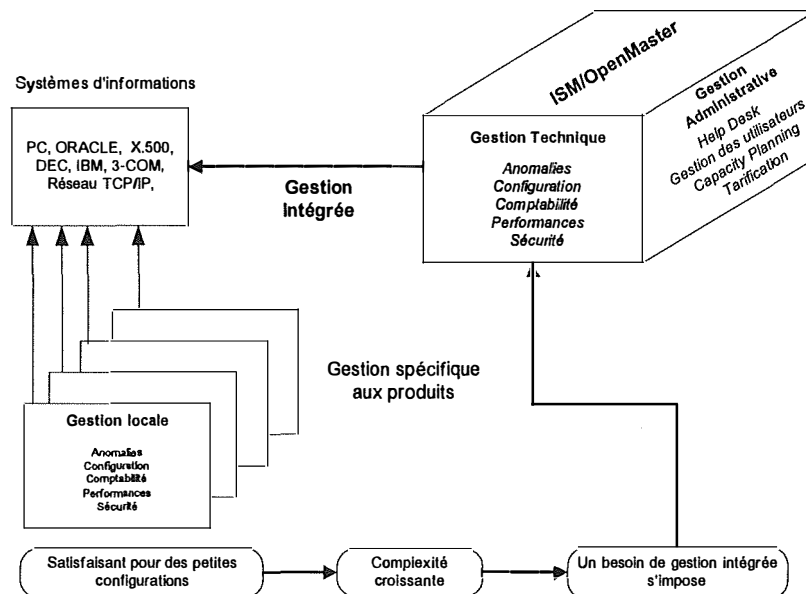 Systèmes d'informations
PC, ORACLE, X.500,
DEC, IBM, 3-COM,
Réseau TCP/IP,
Gestion
Intégrée
ISM/OpenMaster
Gestion Technique
Anomalies
Configuration
Comptabilité
Performances
Sécurité
Gestion
Administrative
Help Desk
Gestion des utilisateurs
Capacity Planning
Tarification
Gestion spécifique
aux produits
Gestion locale
Anomalies
Configuration
Comptabilité
Performances
Sécurité
Satisfaisant pour des petites
configurations
Complexité
croissante
Un besoin de gestion intégrée
s'impose